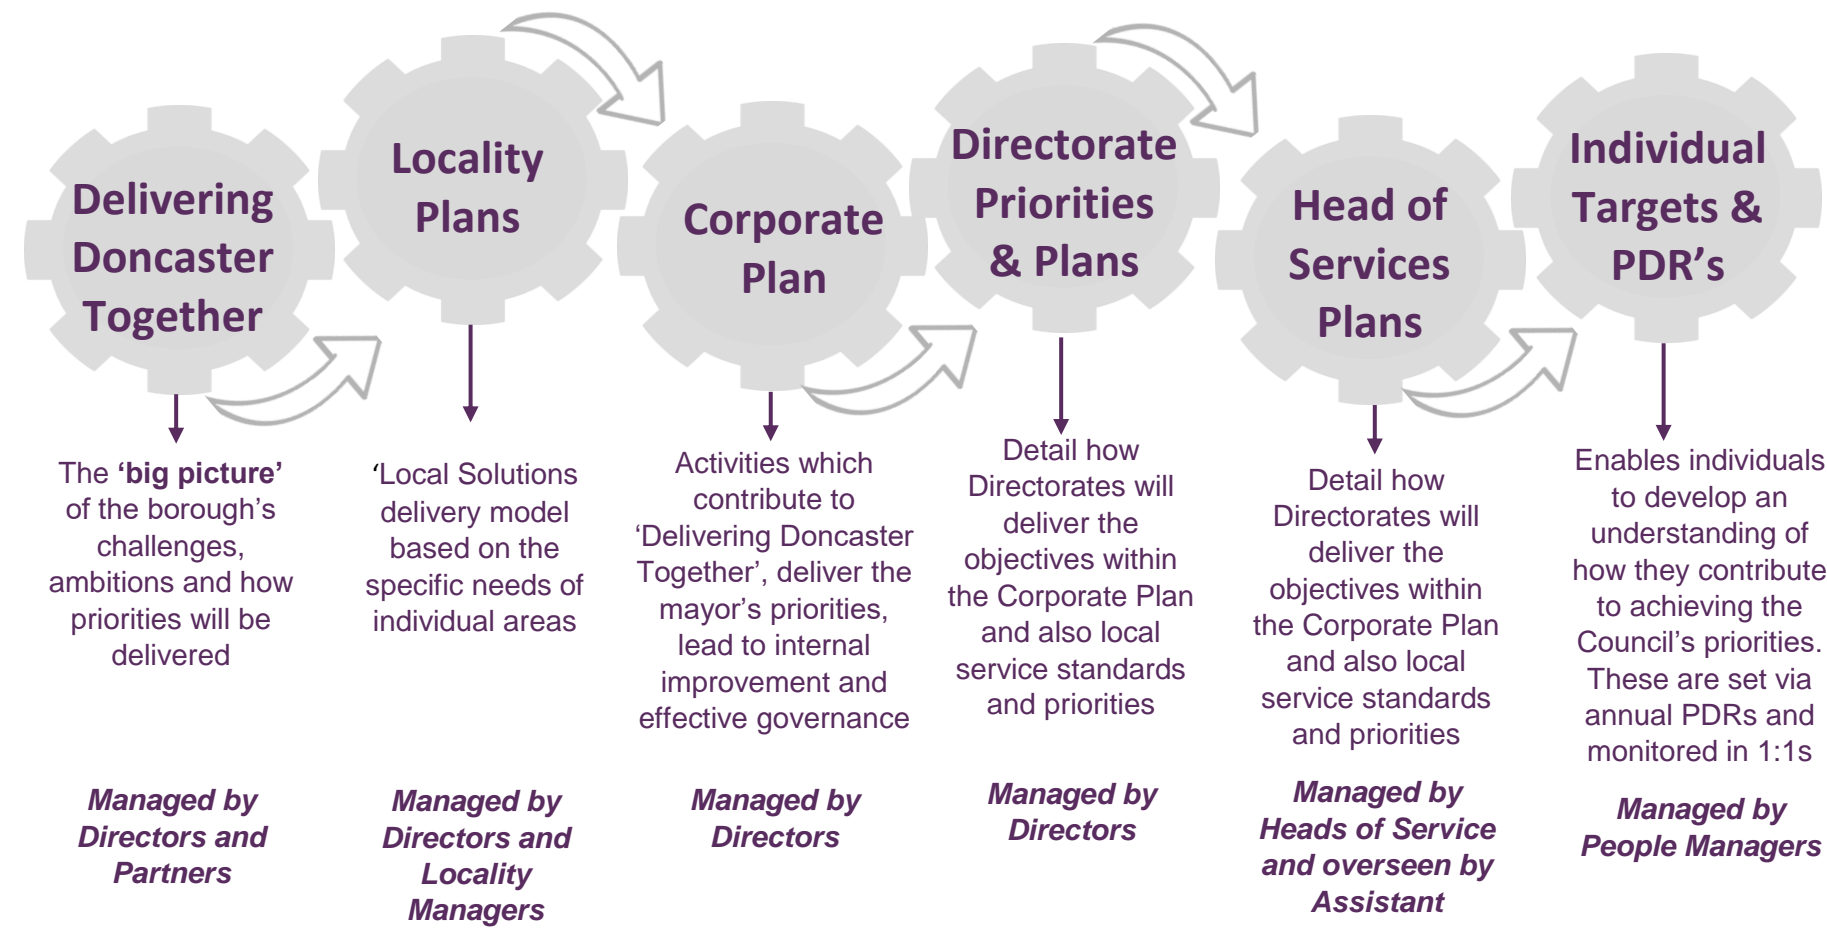 Delivering
Doncaster
Together
The ‘big picture’
of the borough’s
challenges,
ambitions and how
priorities will be
delivered
Managed by
Directors and
Partners
Locality
Plans
‘Local Solutions
delivery model
based on the
specific needs of
individual areas
Managed by
Directors and
Locality
Managers
Corporate
Plan
Activities which
contribute to
‘Delivering Doncaster
Together’, deliver the
mayor’s priorities,
lead to internal
improvement and
effective governance
Managed by
Directors
Directorate
Priorities
& Plans
Detail how
Directorates will
deliver the
objectives within
the Corporate Plan
and also local
service standards
and priorities
Managed by
Directors
Head of
Services
Plans
Detail how
Directorates will
deliver the
objectives within
the Corporate Plan
and also local
service standards
and priorities
Managed by
Heads of Service
and overseen by
Assistant
Individual
Targets &
PDR’s
Enables individuals
to develop an
understanding of
how they contribute
to achieving the
Council’s priorities.
These are set via
annual PDRs and
monitored in 1:1s
Managed by
People Managers